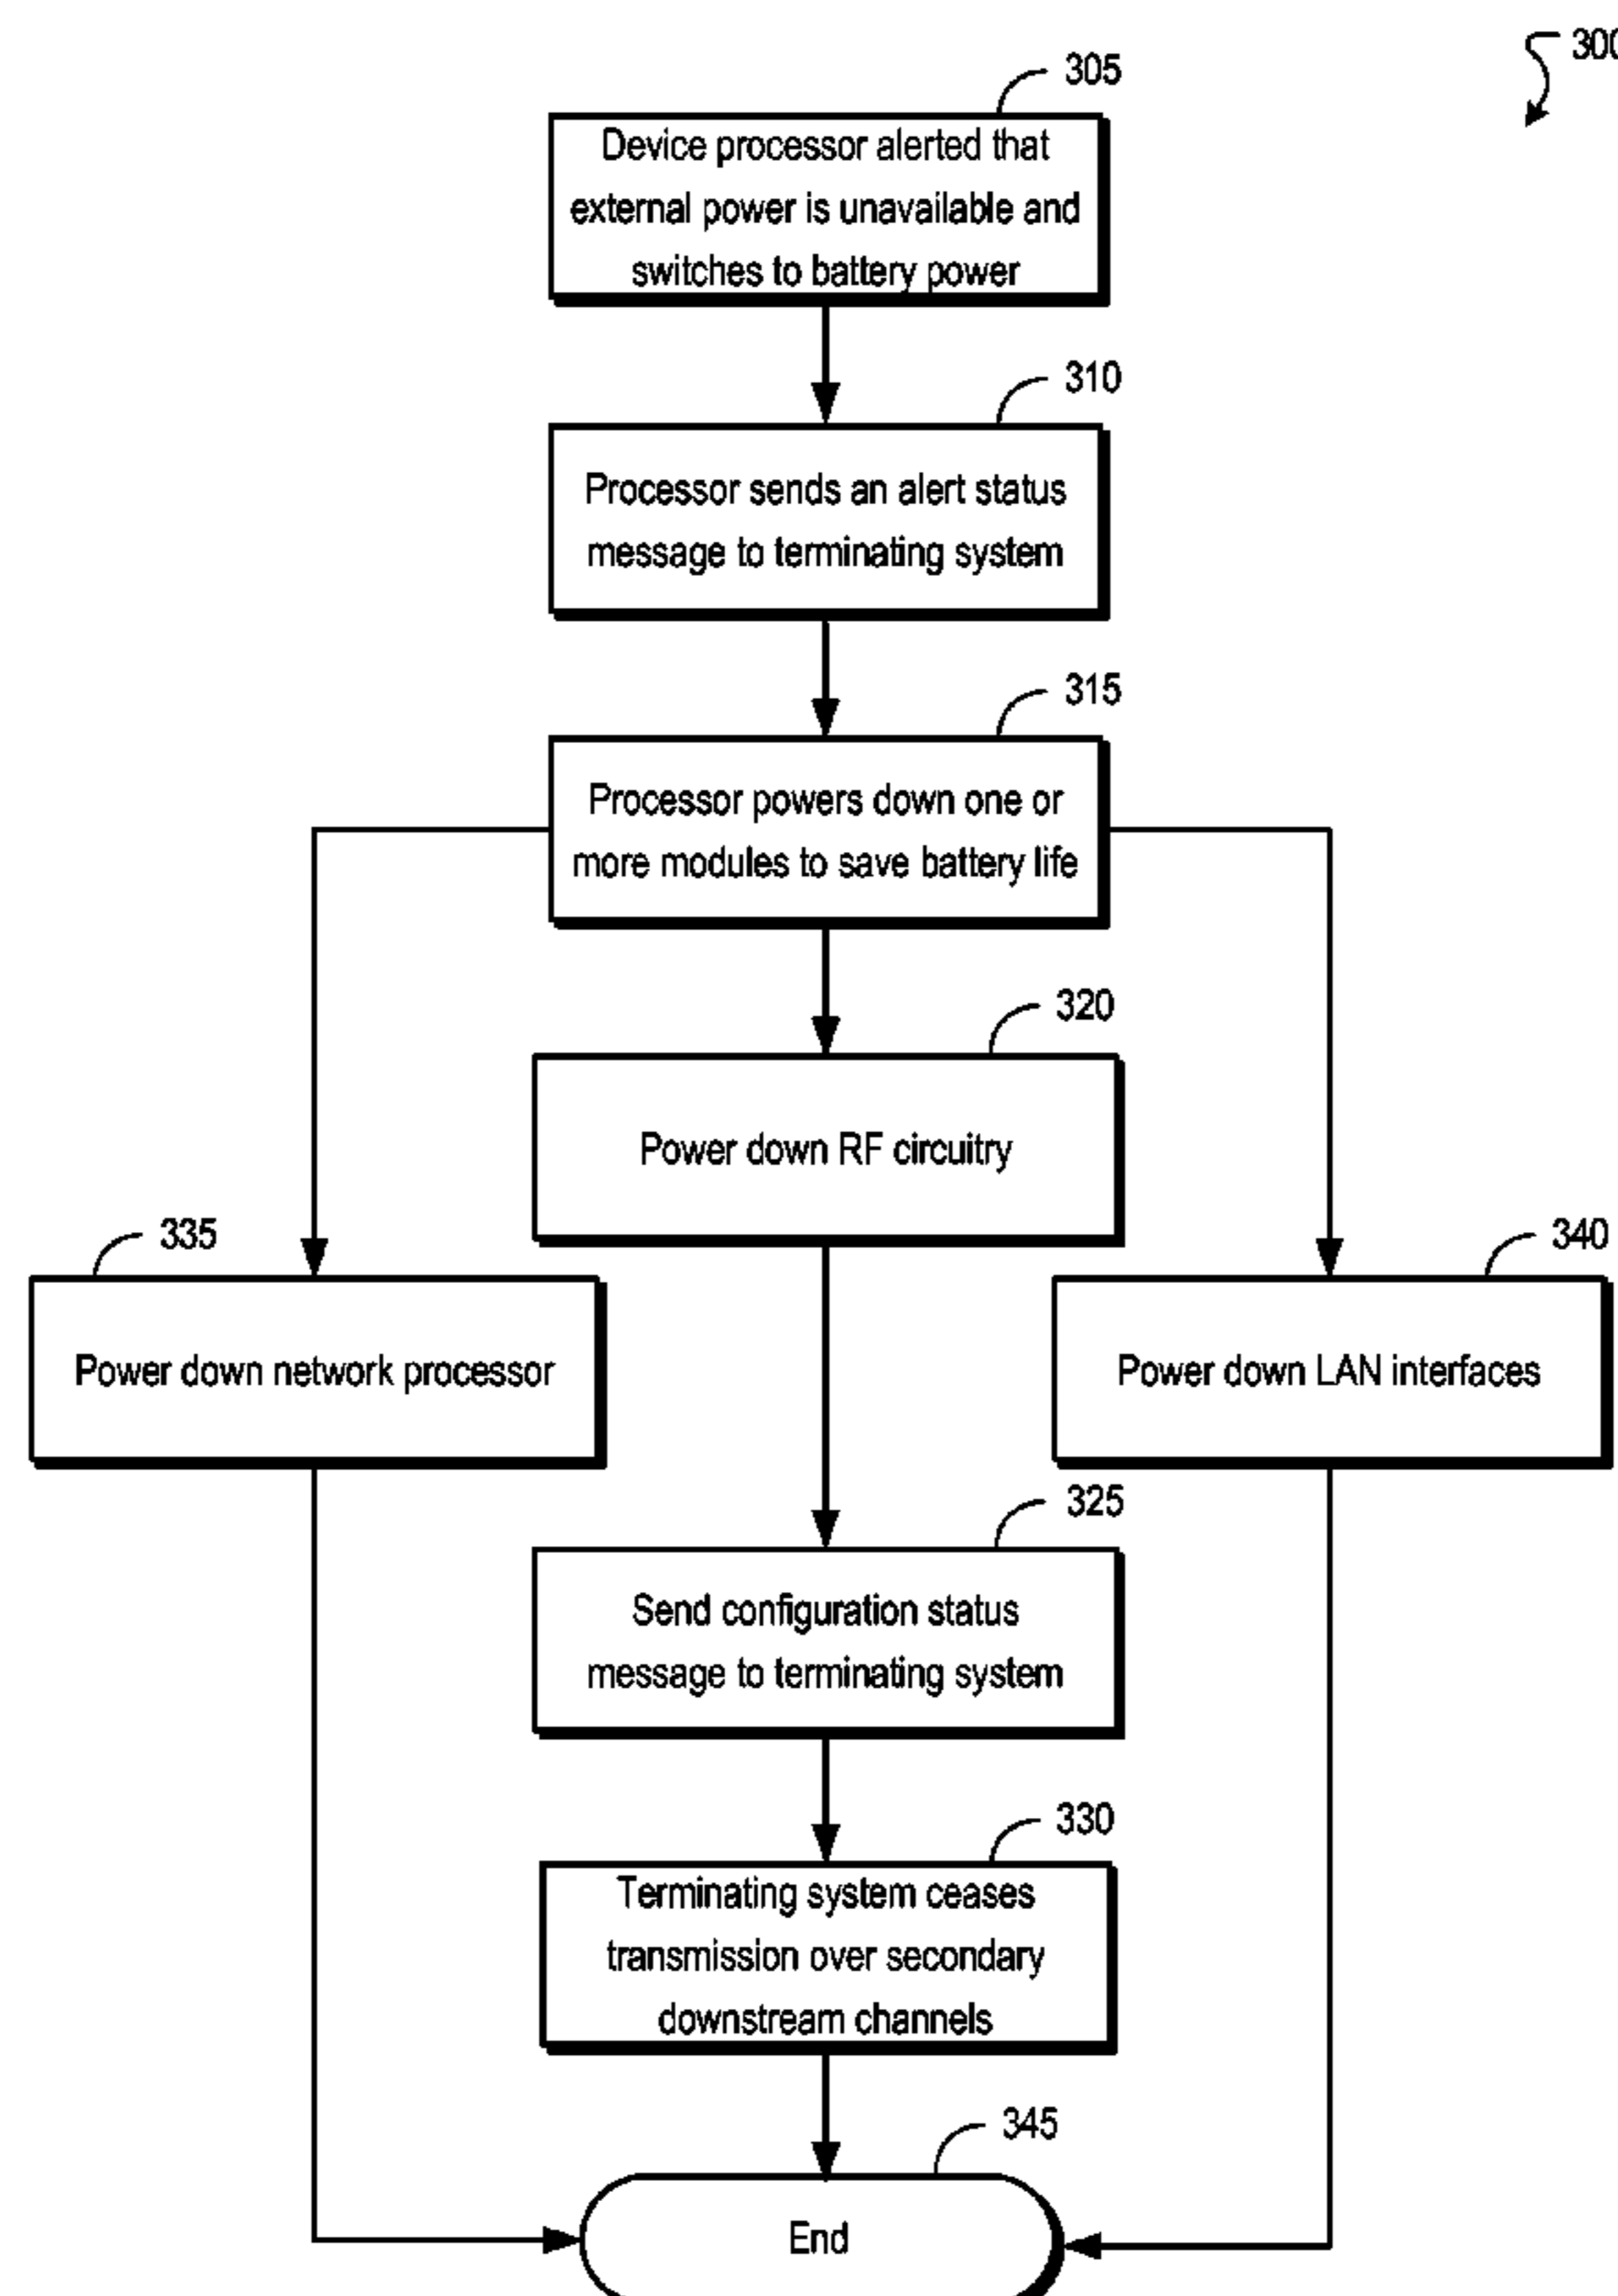 300
305
Device processor alerted that
external power is unavailable and
switches to battery power
310
Processor sends an alert status
message to terminating system
315
Processor powers down one or
more modules to save battery life
320
Power down RF circuitry
335
Power down network processor
340
Power down LAN interfaces
325
Send configuration status
message to terminating system
330
Terminating system ceases
transmission over secondary
downstream channels
345
End